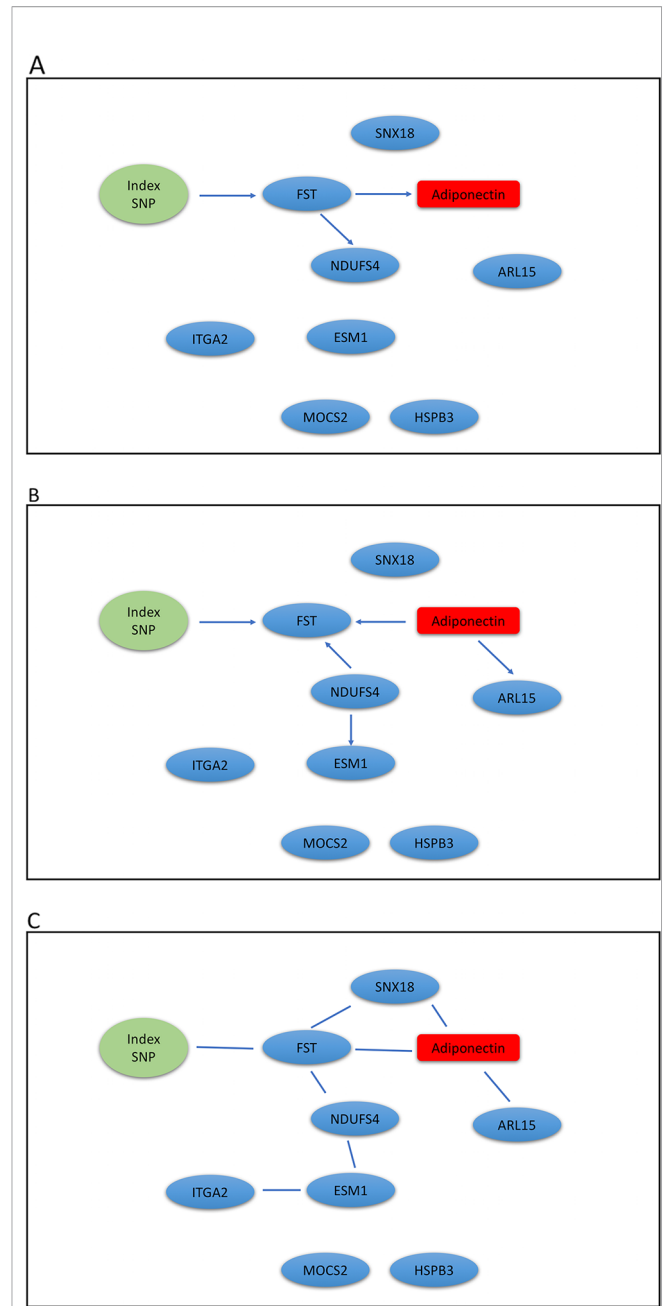 A
SNX18
Index
SNP
FST
Adiponectin
NDUFS4
ARL15
ITGA2
ESM1
MOCS2
HSPB3
B
SNX18
Index
SNP
FST
Adiponectin
NDUFS4
ARL15
ITGA2
ESM1
MOCS2
HSPB3
C
SNX18
Index
SNP
FST
Adiponectin
NDUFS4
ARL15
ITGA2
ESM1
MOCS2
HSPB3